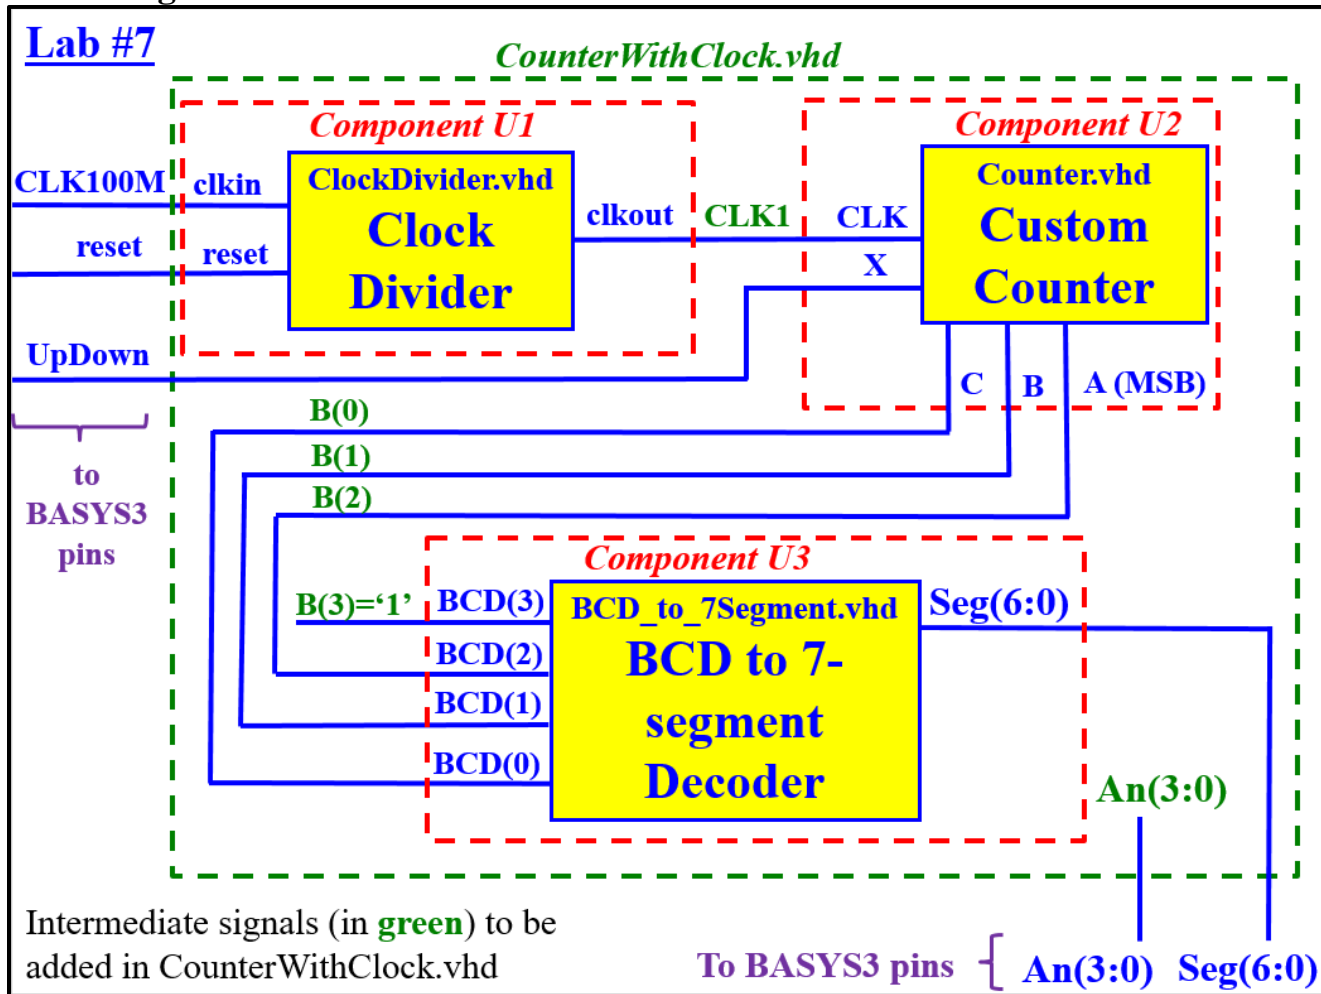 Lab #7
CounterWithClock.vhd
Component U1
Component U2
CLK100M
clkin
ClockDivider.vhd
Clock
Divider
clkout
CLK1
CLK
X
Counter.vhd
Custom
Counter
reset
reset
UpDown
C
B
A (MSB)
B(0)
B(1)
B(2)
to
BASYS3
pins
Component U3
B(3)=‘1’
BCD(3)
BCD(2)
BCD(1)
BCD(0)
BCD_to_7Segment.vhd
BCD to 7-
segment
Decoder
Seg(6:0)
An(3:0)
Intermediate signals (in green) to be
added in CounterWithClock.vhd
To BASYS3 pins { An(3:0) Seg(6:0)